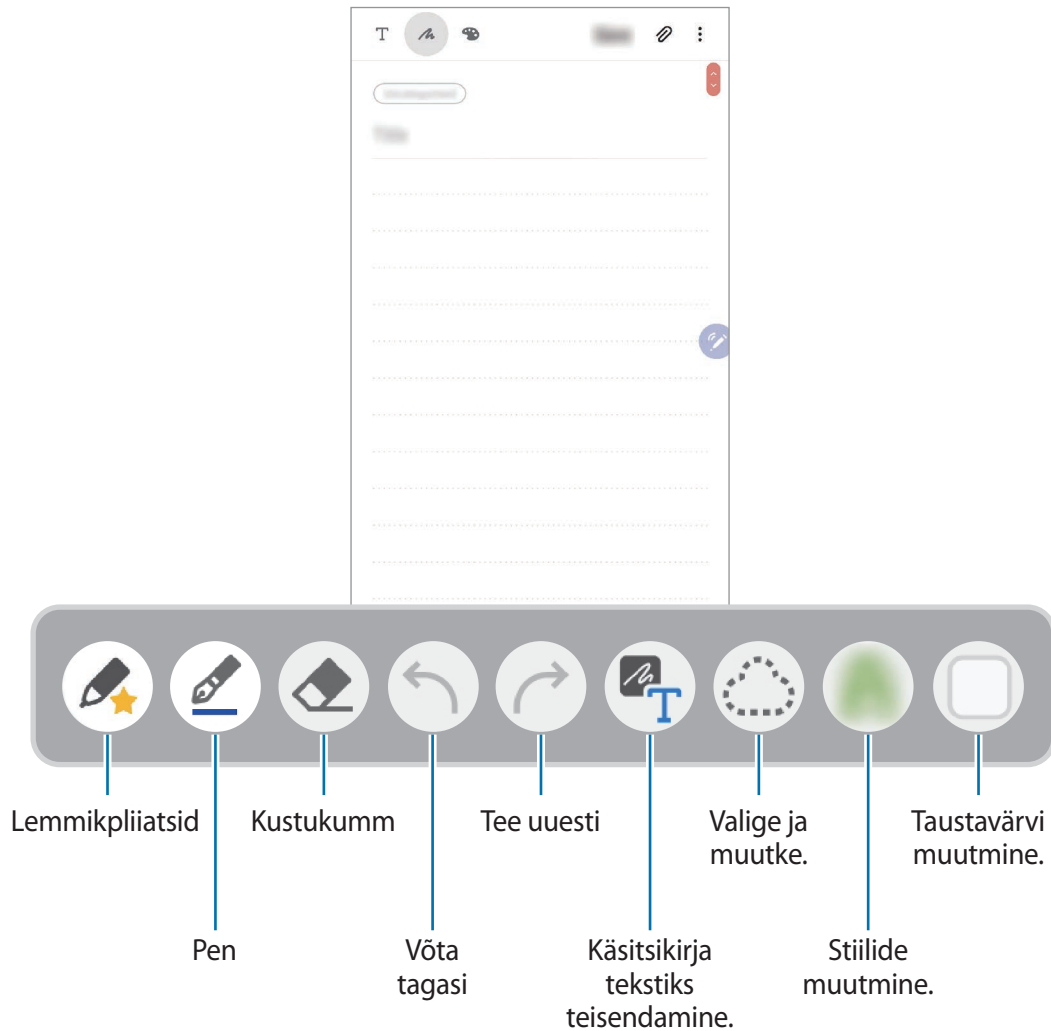 T
T
Lemmikpliiatsid
Kustukumm
Tee uuesti
Valige ja
muutke.
Taustavärvi
muutmine.
Pen
Võta
tagasi
Käsitsikirja
tekstiks
teisendamine.
Stiilide
muutmine.